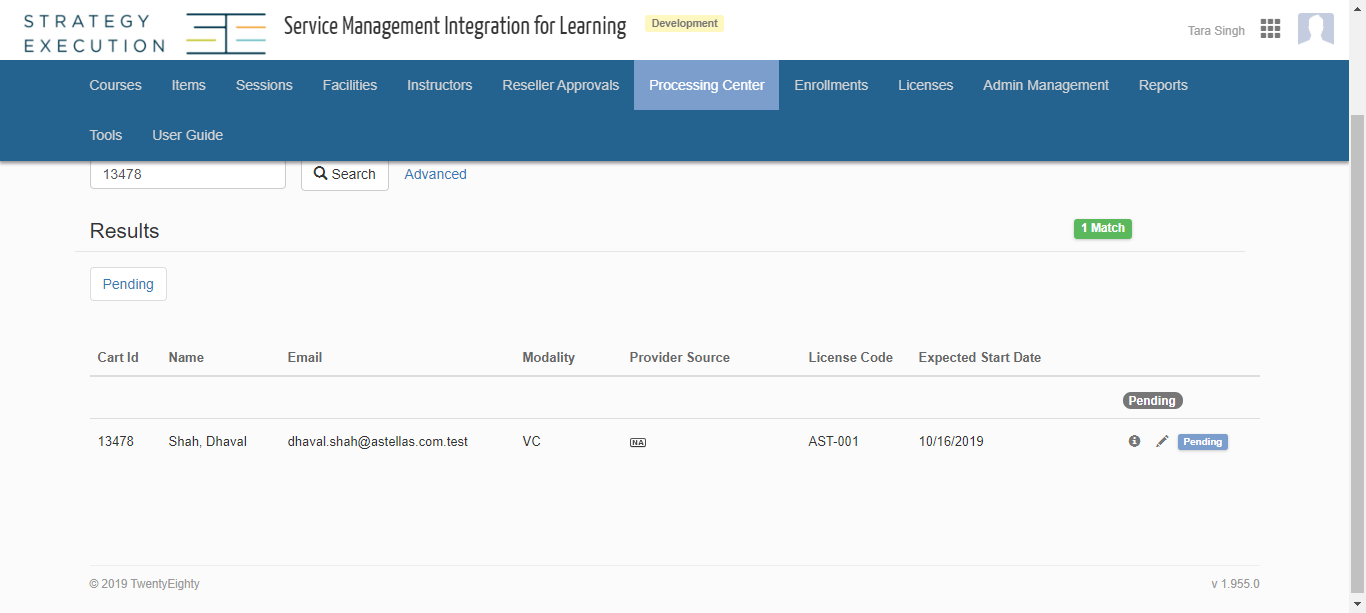 STRATEGY
EXECUTION
Service Management Integration for Learning
Development
Tara Singh
Courses Items Sessions Facilities Instructors Reseller Approvals Processing Center Enrollments Licenses Admin Management Reports
Tools User Guide
13478 Search Advanced
Results 1 Match
Pending
Cart Id Name Email Modality Provider Source License Code Expected Start Date
Pending
13478 Shah, Dhaval dhaval.shah@astellas.com.test VC NA AST-001 10/16/2019 Pending
© 2019 TwentyEighty v 1.955.0